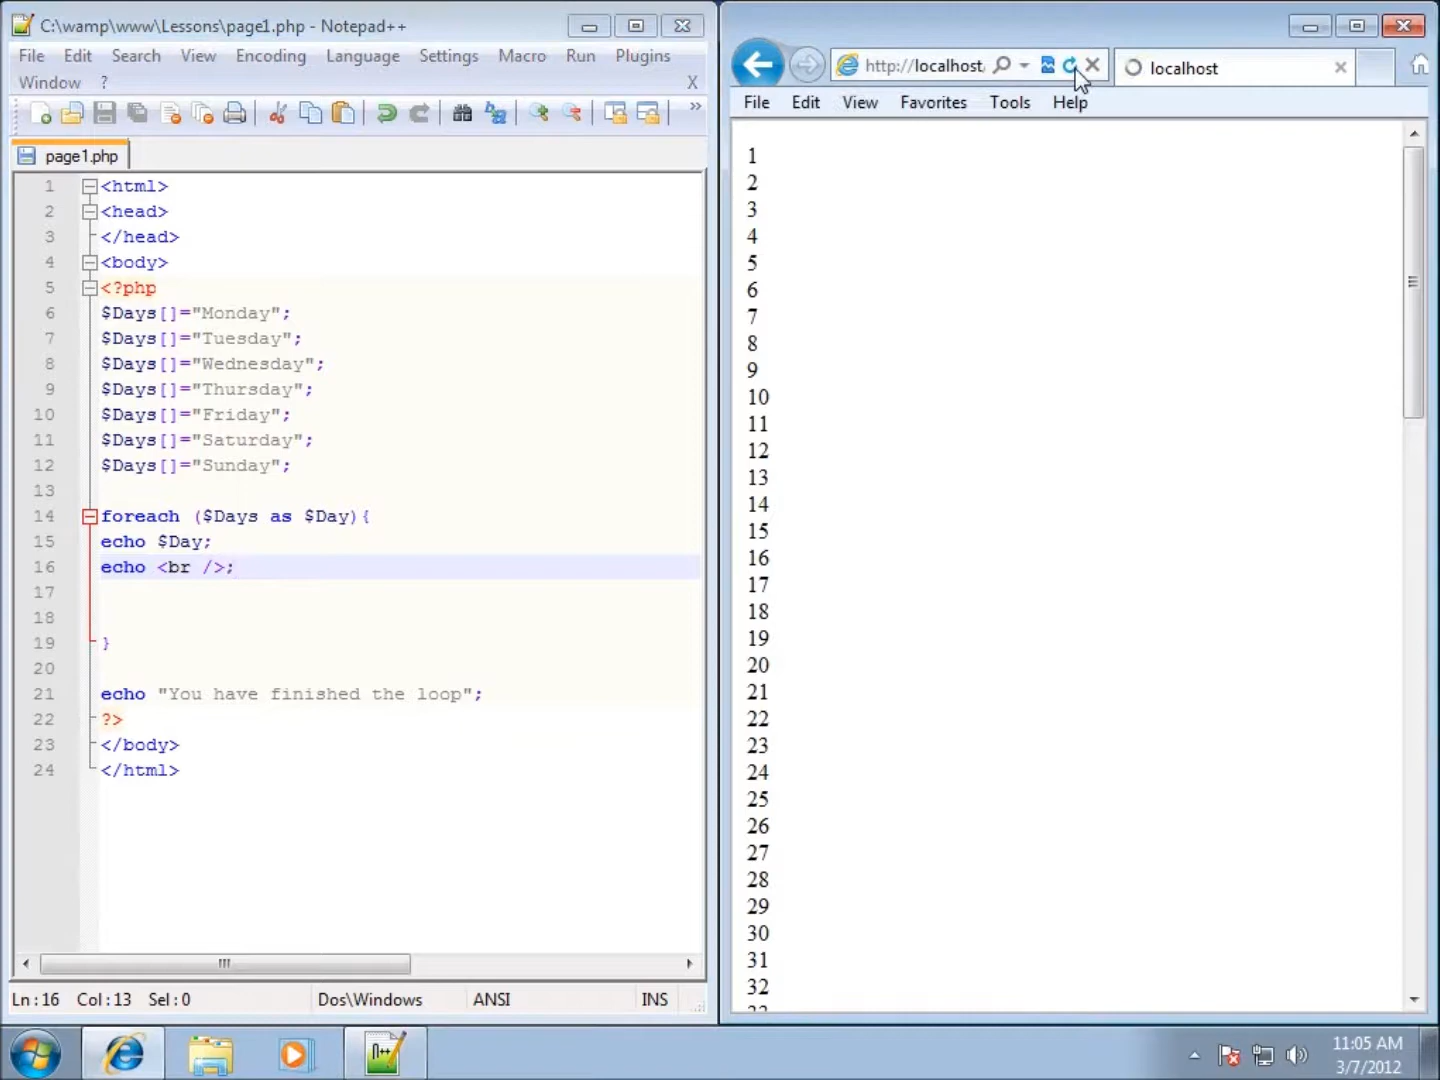 C:\wamp\www\Lessons\page1.php - Notepad++
File Edit Search View Encoding Language Settings Macro Run Plugins
Window ? X
page1.php
1 <html>
2 <head>
3 </head>
4 <body>
5 <?php
6 $Days[]="Monday";
7 $Days[]="Tuesday";
8 $Days[]="Wednesday";
9 $Days[]="Thursday";
10 $Days[]="Friday";
11 $Days[]="Saturday";
12 $Days[]="Sunday";
13
14 foreach ($Days as $Day){
15 echo $Day;
16 echo <br />;
17
18
19 }
20
21 echo "You have finished the loop";
22 ?>
23 </body>
24 </html>
Ln:16 Col:13 Sel:0 Dos\Windows ANSI INS
http://localhost
localhost
File Edit View Favorites Tools Help
1
2
3
4
5
6
7
8
9
10
11
12
13
14
15
16
17
18
19
20
21
22
23
24
25
26
27
28
29
30
31
32
11:05 AM
3/7/2012